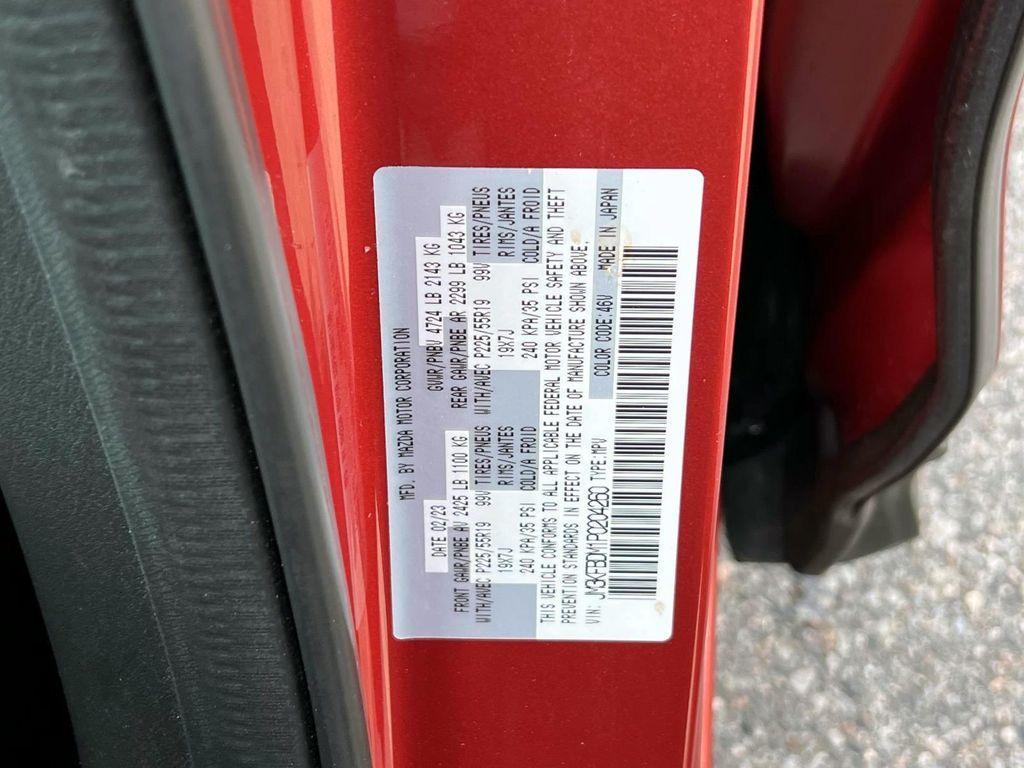 MFD. BY MAZDA MOTOR CORPORATION
DATE 02/23 GVWR/PNBV 4724 LB 2143 KG
FRONT GAWR/PNBE AV 2425 LB 1100 KG REAR GAWR/PNBE AR 2299 LB 1043 KG
WITH/AVEC P225/55R19 99V TIRES/PNEUS WITH/AVEC P225/55R19 99V TIRES/PNEUS
19X7J RIMS/JANTES 19X7J RIMS/JANTES
240 KPA/35 PSI COLD/A FROID 240 KPA/35 PSI COLD/A FROID
THIS VEHICLE CONFORMS TO ALL APPLICABLE FEDERAL MOTOR VEHICLE SAFETY AND THEFT
PREVENTION STANDARDS IN EFFECT ON THE DATE OF MANUFACTURE SHOWN ABOVE.
VIN: JM3KFBDM1P0204260 TYPE:MPV COLOR CODE:46V MADE IN JAPAN